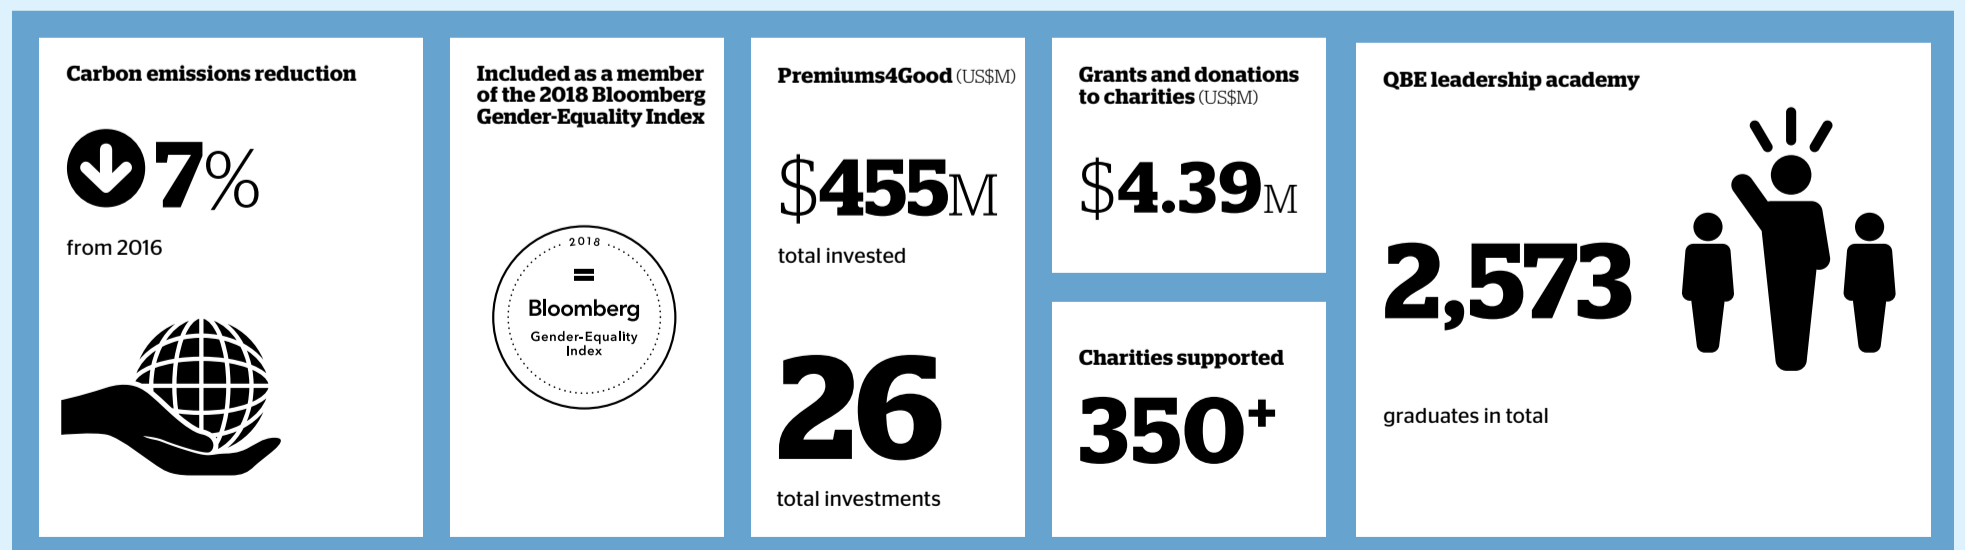 Carbon emissions reduction
7%
from 2016
Included as a member
of the 2018 Bloomberg
Gender-Equality Index
2018
=
Bloomberg
Gender-Equality
Index
Premiums4Good (US$M)
$455M
total invested
26
total investments
Grants and donations
to charities (US$M)
$4.39M
Charities supported
350+
QBE leadership academy
2,573
graduates in total